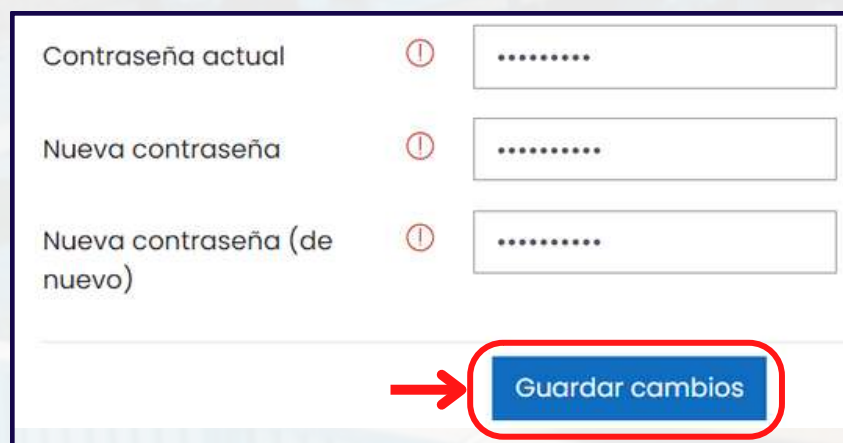 Contraseña actual
•••••••••
Nueva contraseña
••••••••••
Nueva contraseña (de
nuevo)
••••••••••
Guardar cambios